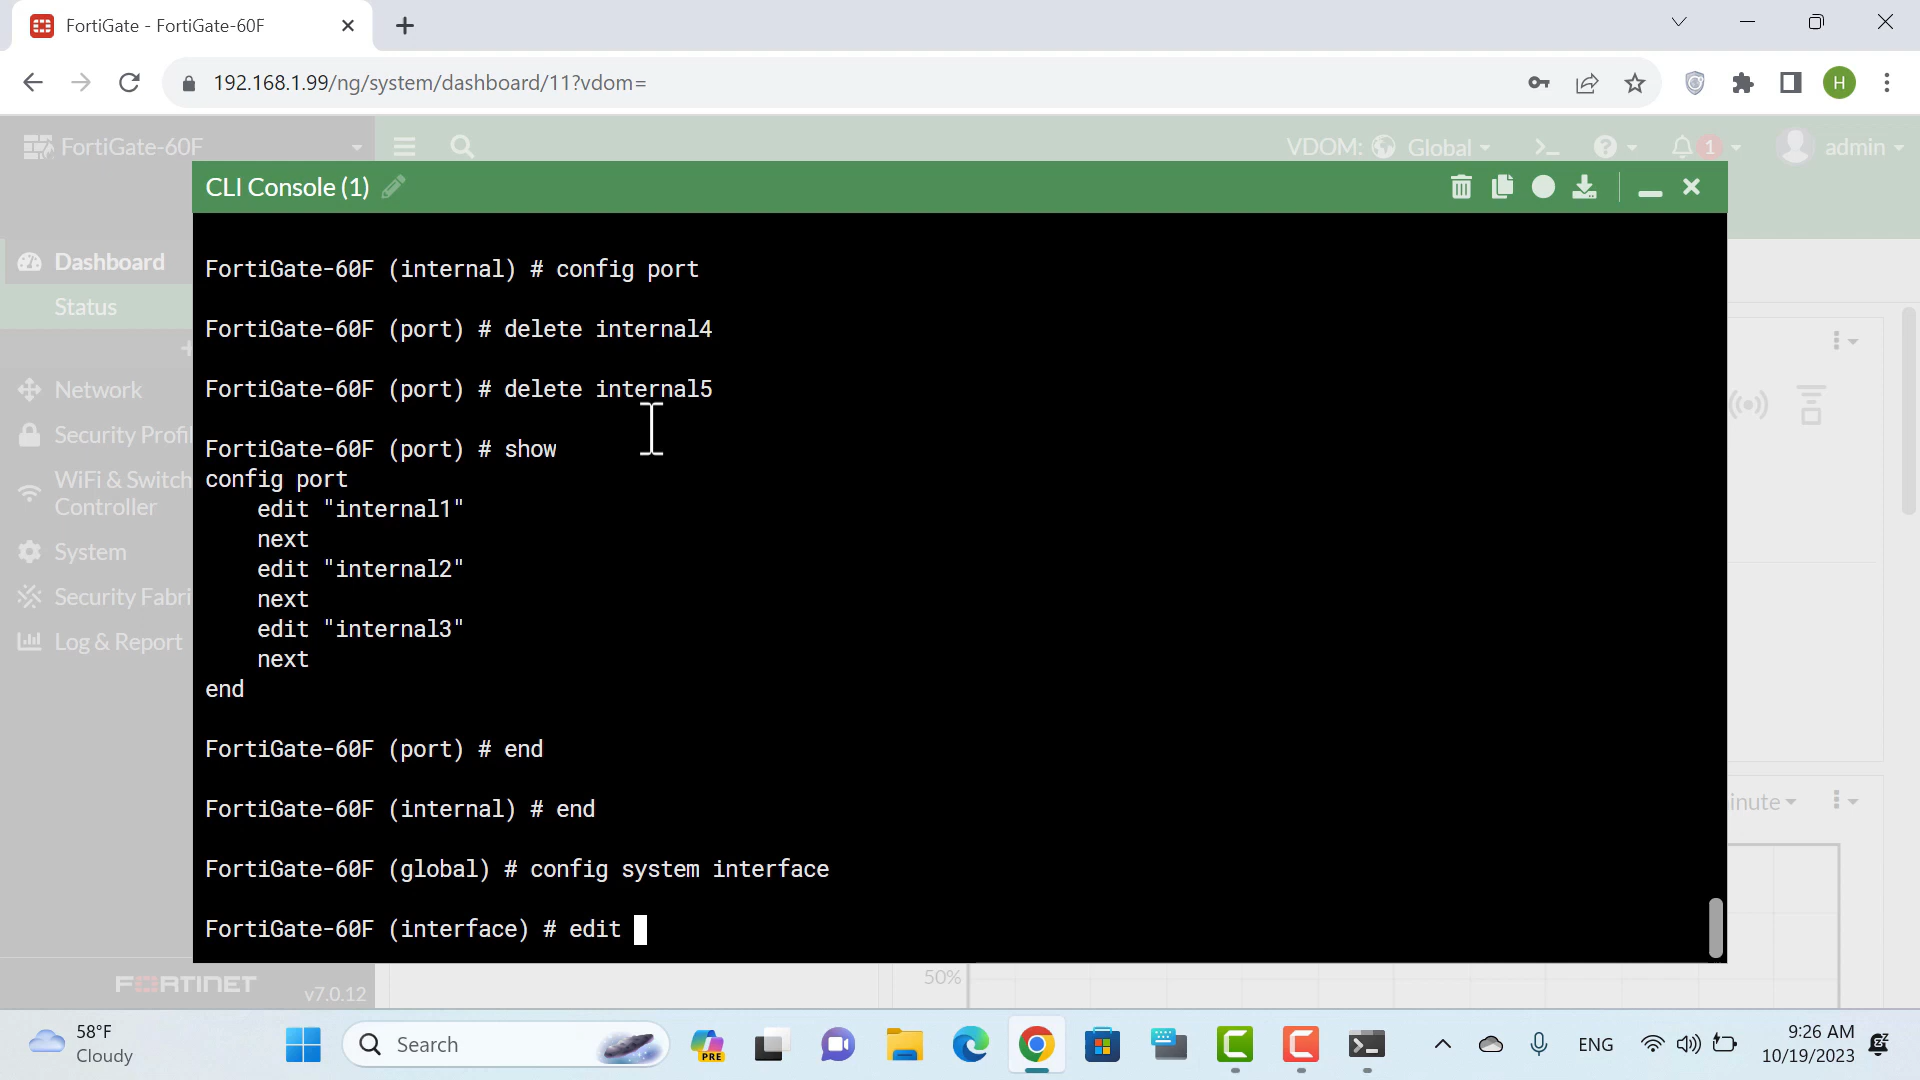 FortiGate - FortiGate-60F
192.168.1.99/ng/system/dashboard/11?vdom=
H
FortiGate-60F
VDOM: Global
1
admin
CLI Console (1)
Dashboard
Status
Network
Security Profil
WiFi & Switch
Controller
System
Security Fabri
Log & Report
FortiGate-60F (internal) # config port
FortiGate-60F (port) # delete internal4
FortiGate-60F (port) # delete internal5
FortiGate-60F (port) # show
config port
edit "internal1"
next
edit "internal2"
next
edit "internal3"
next
end
FortiGate-60F (port) # end
FortiGate-60F (internal) # end
FortiGate-60F (global) # config system interface
FortiGate-60F (interface) # edit
inute
FORTINET
v7.0.12
50%
58°F
Cloudy
Search
PRE
ENG
9:26 AM
10/19/2023